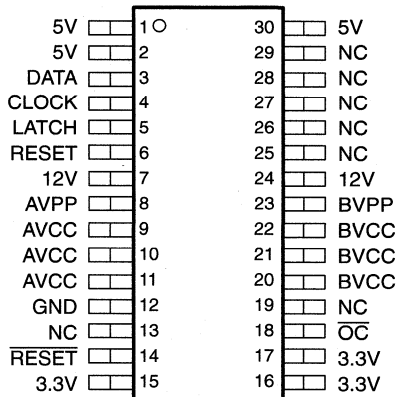 5V 1 30 5V
5V 2 29 NC
DATA 3 28 NC
CLOCK 4 27 NC
LATCH 5 26 NC
RESET 6 25 NC
12V 7 24 12V
AVPP 8 23 BVPP
AVCC 9 22 BVCC
AVCC 10 21 BVCC
AVCC 11 20 BVCC
GND 12 19 NC
NC 13 18 O̅C̅
R̅E̅S̅E̅T̅ 14 17 3.3V
3.3V 15 16 3.3V